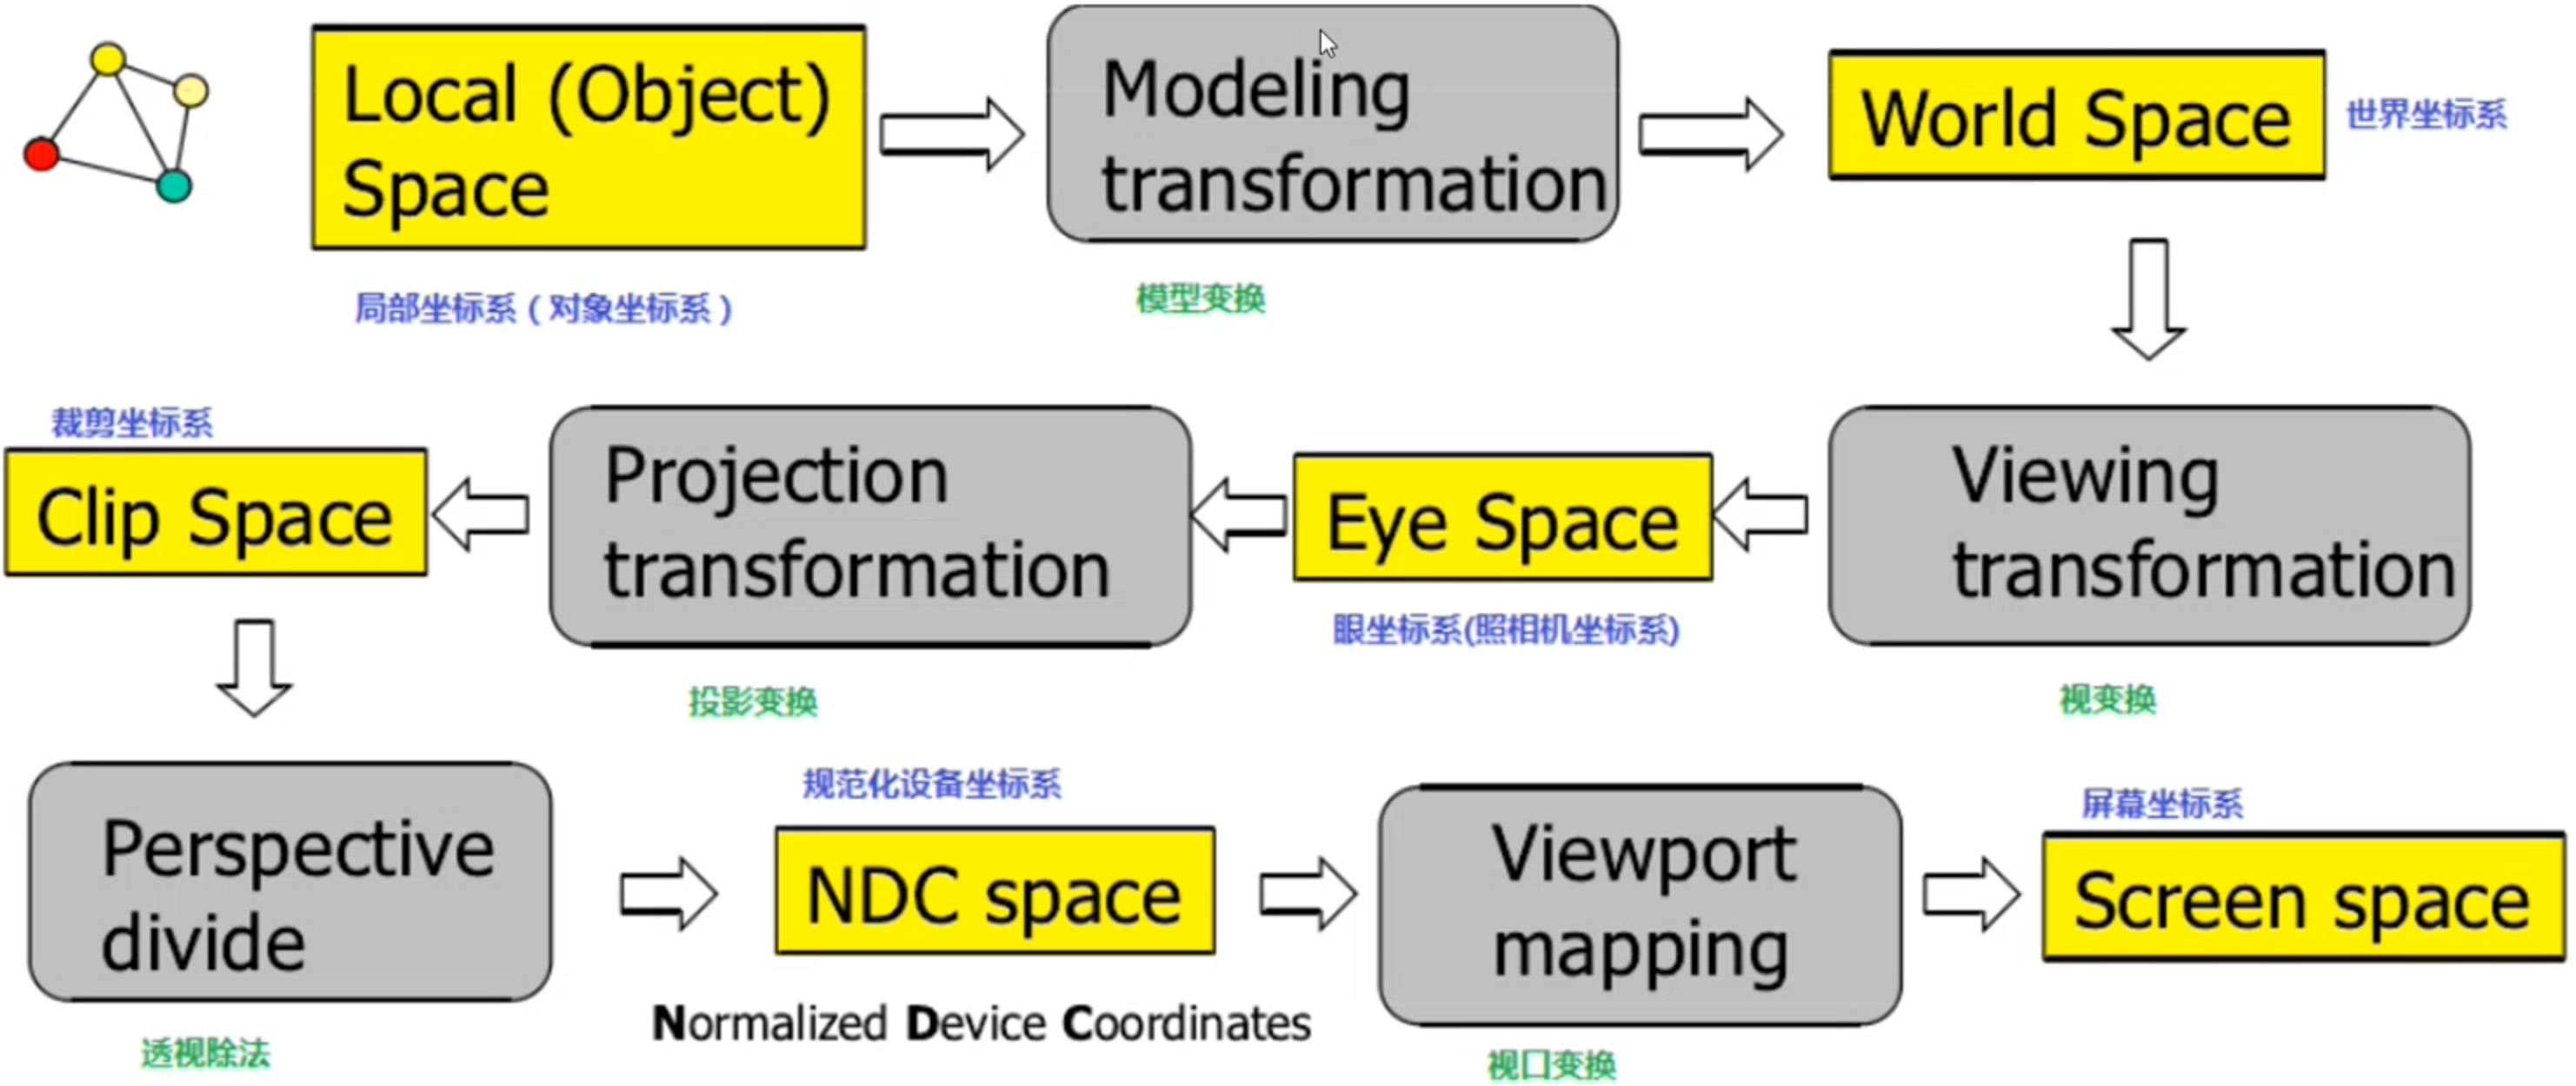 Local (Object)
Space
局部坐标系（对象坐标系）
Modeling
transformation
模型变换
World Space
世界坐标系
Viewing
transformation
视变换
Eye Space
眼坐标系(照相机坐标系)
Projection
transformation
投影变换
裁剪坐标系
Clip Space
Perspective
divide
透视除法
规范化设备坐标系
NDC space
Normalized Device Coordinates
Viewport
mapping
视口变换
屏幕坐标系
Screen space